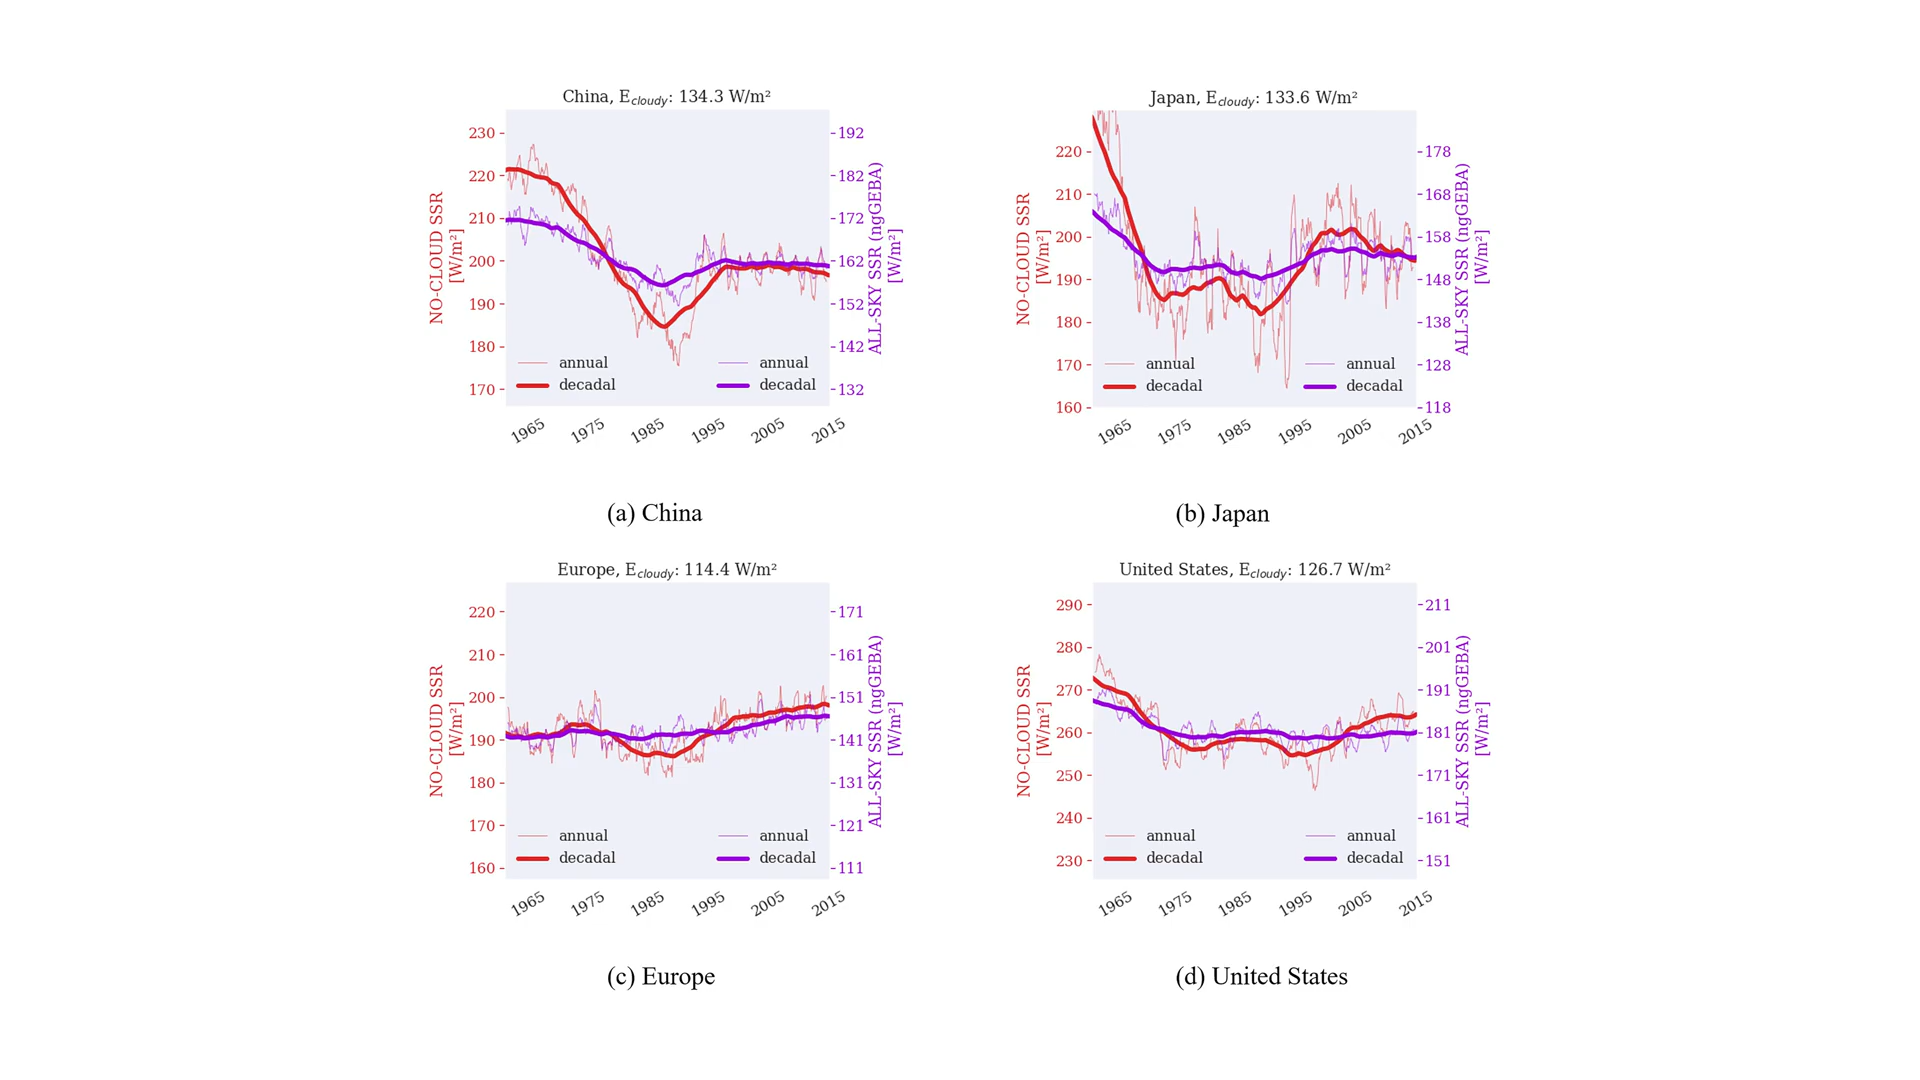 China, Ecloudy: 134.3 W/m²
230
220
210
200
190
180
170
NO-CLOUD SSR
[W/m²]
192
182
172
162
152
142
132
ALL-SKY SSR (ngGEBA)
[W/m²]
annual
decadal
annual
decadal
1965
1975
1985
1995
2005
2015
(a) China
Japan, Ecloudy: 133.6 W/m²
220
210
200
190
180
170
160
NO-CLOUD SSR
[W/m²]
178
168
158
148
138
128
118
ALL-SKY SSR (ngGEBA)
[W/m²]
annual
decadal
annual
decadal
1965
1975
1985
1995
2005
2015
(b) Japan
Europe, Ecloudy: 114.4 W/m²
220
210
200
190
180
170
160
NO-CLOUD SSR
[W/m²]
171
161
151
141
131
121
111
ALL-SKY SSR (ngGEBA)
[W/m²]
annual
decadal
annual
decadal
1965
1975
1985
1995
2005
2015
(c) Europe
United States, Ecloudy: 126.7 W/m²
290
280
270
260
250
240
230
NO-CLOUD SSR
[W/m²]
211
201
191
181
171
161
151
ALL-SKY SSR (ngGEBA)
[W/m²]
annual
decadal
annual
decadal
1965
1975
1985
1995
2005
2015
(d) United States